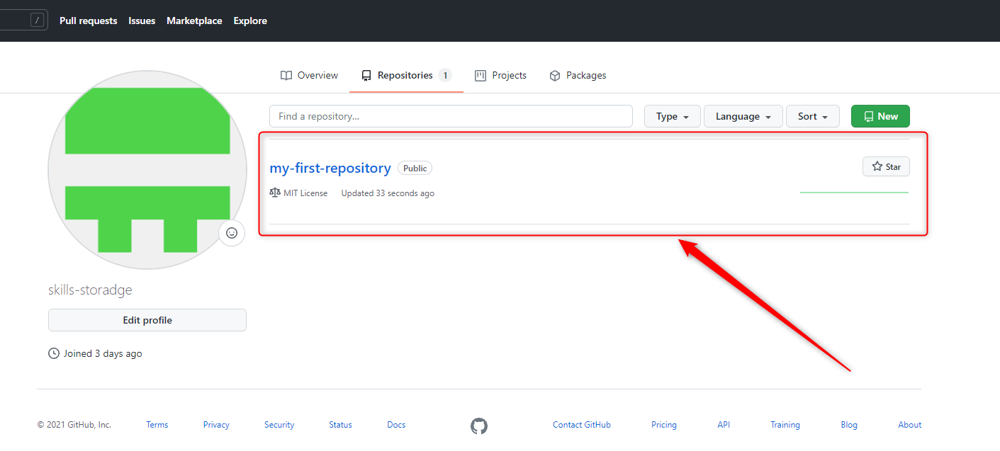 / Pull requests Issues Marketplace Explore
Overview Repositories 1 Projects Packages
Find a repository... Type Language Sort New
my-first-repository Public Star
MIT License Updated 33 seconds ago
skills-storadge
Edit profile
Joined 3 days ago
© 2021 GitHub, Inc. Terms Privacy Security Status Docs Contact GitHub Pricing API Training Blog About